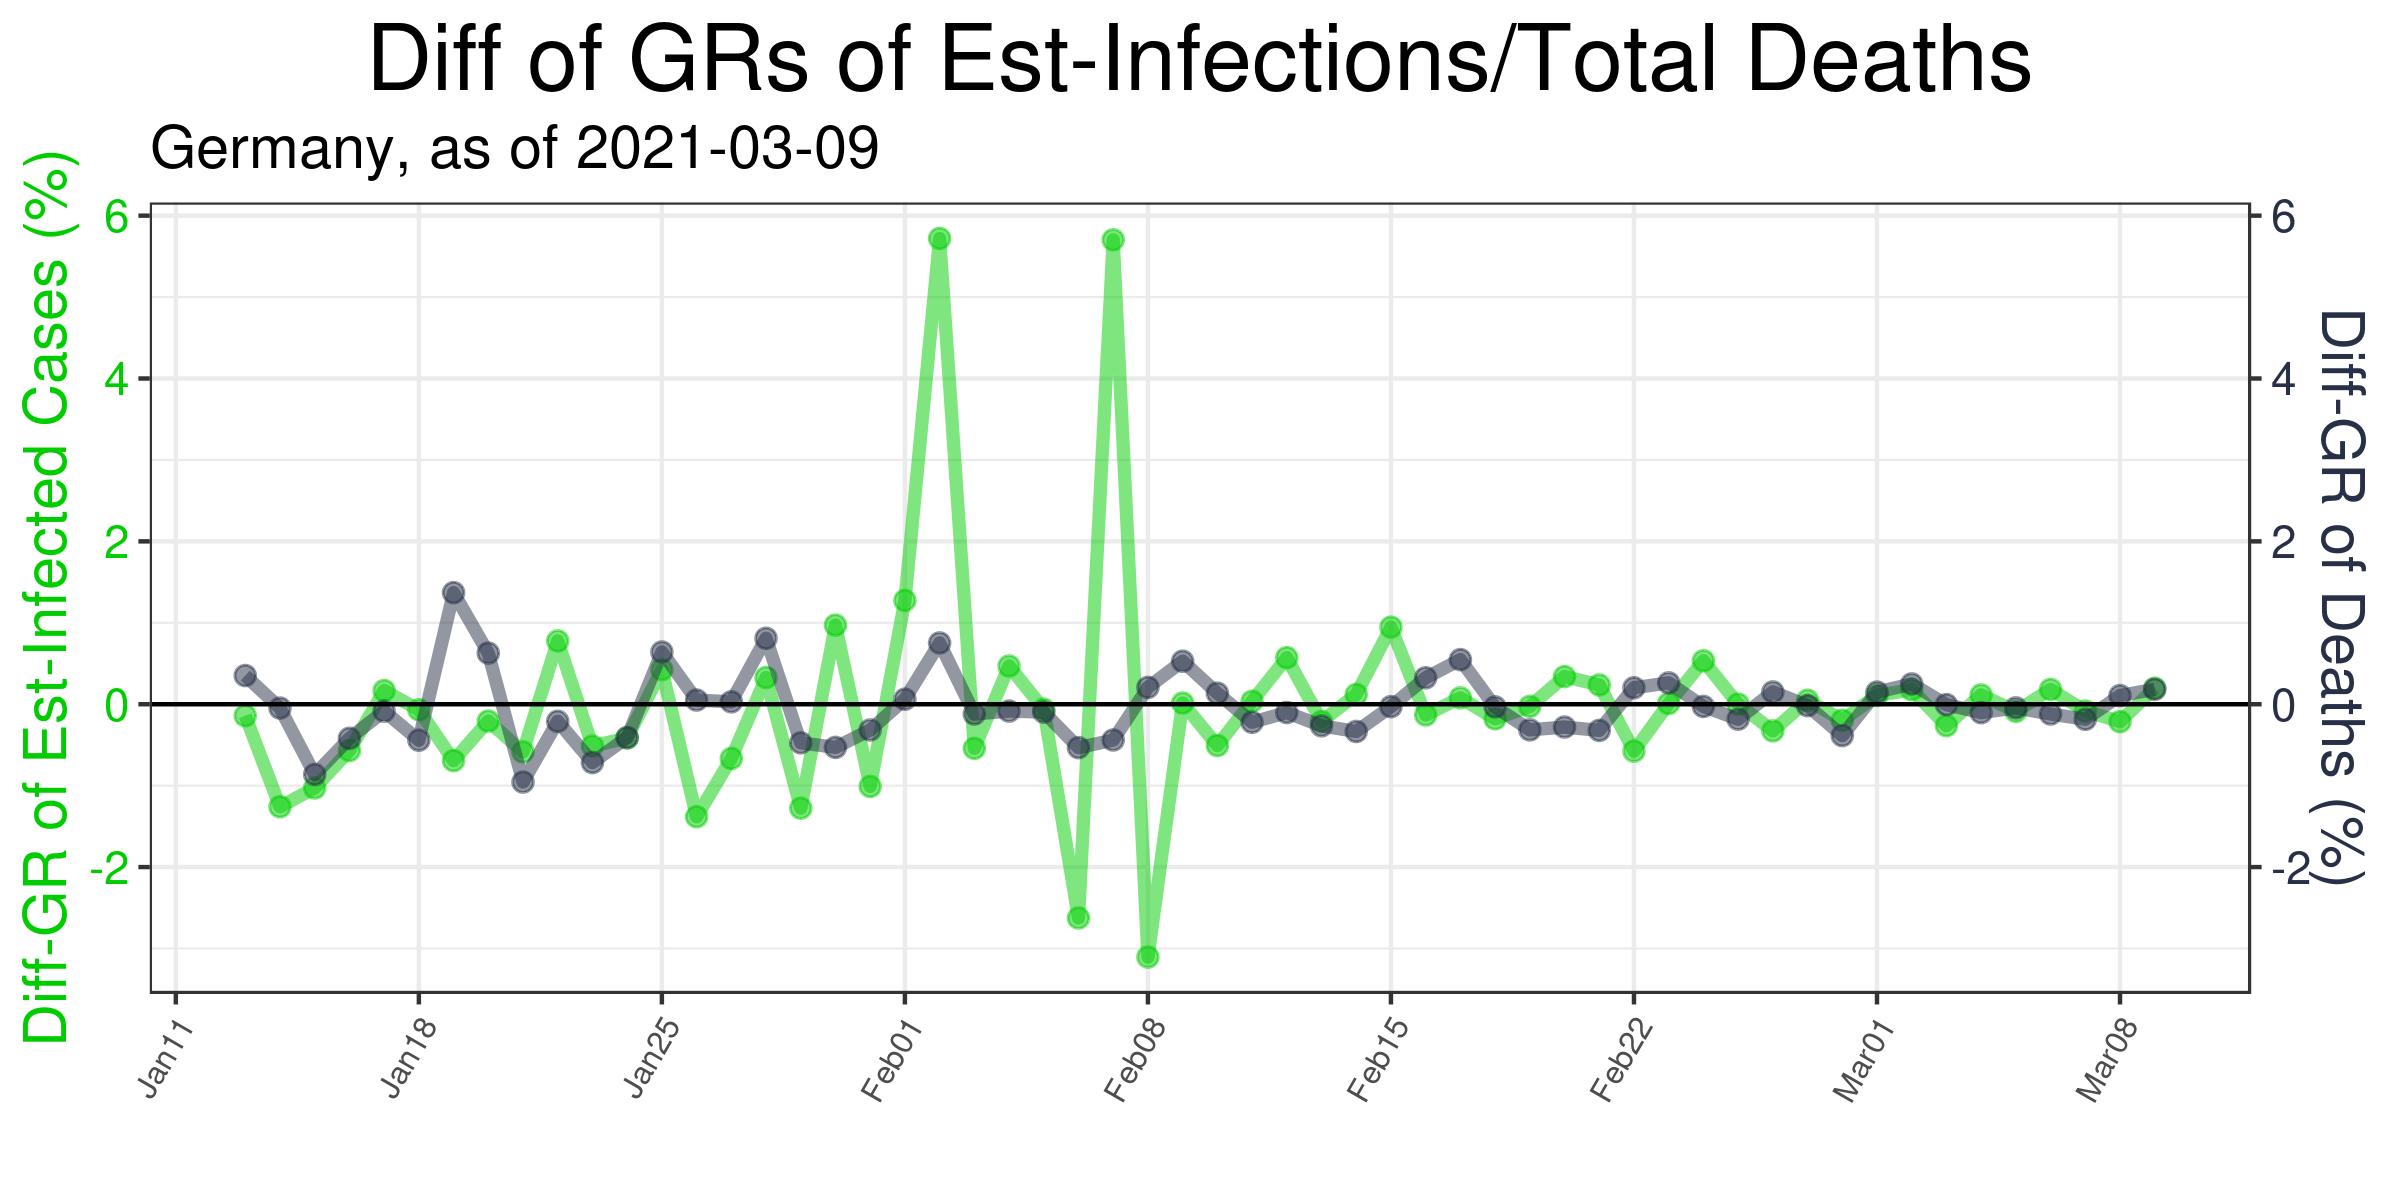 Diff of GRs of Est-Infections/Total Deaths
Germany, as of 2021-03-09
Diff-GR of Est-Infected Cases (%)
6
4
2
0
-2
6
4
2
0
-2
Diff-GR of Deaths (%)
Jan11
Jan18
Jan25
Feb01
Feb08
Feb15
Feb22
Mar01
Mar08